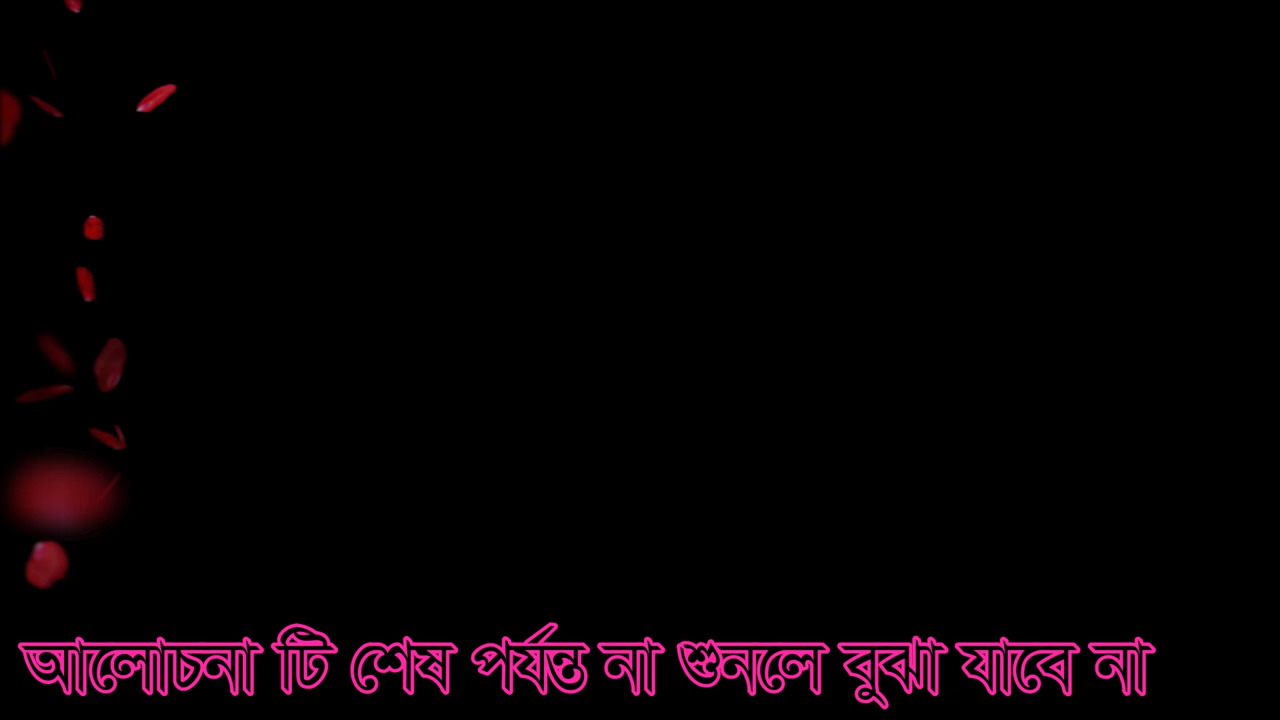 আলোচনা টি শেষ পর্যন্ত না শুনলে বুঝা যাবে না